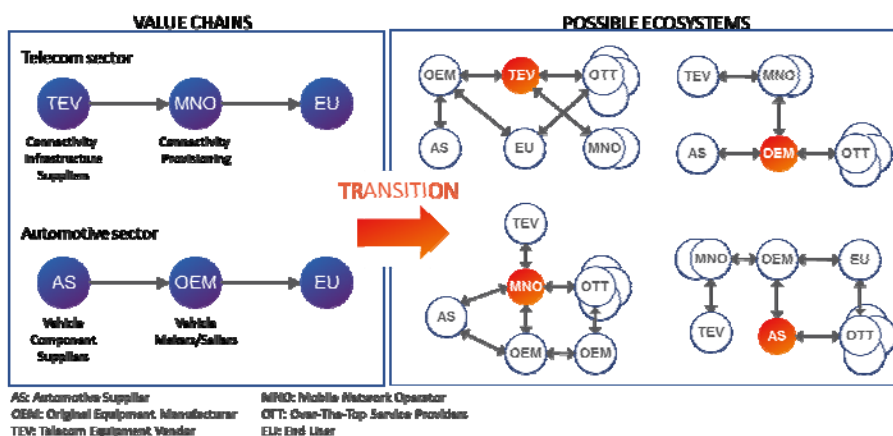 VALUE CHAINS
Telecom sector
TEV
MNO
EU
Connectivity
Infrastructure
Suppliers
Connectivity
Provisioning
Automotive sector
AS
OEM
EU
Vehicle
Component
Suppliers
Vehicle
Makers/Sellers
TRANSITION
POSSIBLE ECOSYSTEMS
OEM
TEV
OTT
AS
EU
MNO
TEV
MNO
AS
OEM
OTT
TEV
MNO
OTT
AS
OEM
OEM
MNO
OEM
EU
TEV
AS
OTT
AS: Automotive Supplier
OEM: Original Equipment Manufacturer
TEV: Telecom Equipment Vendor
MNO: Mobile Network Operator
OTT: Over-The-Top Service Providers
EU: End User